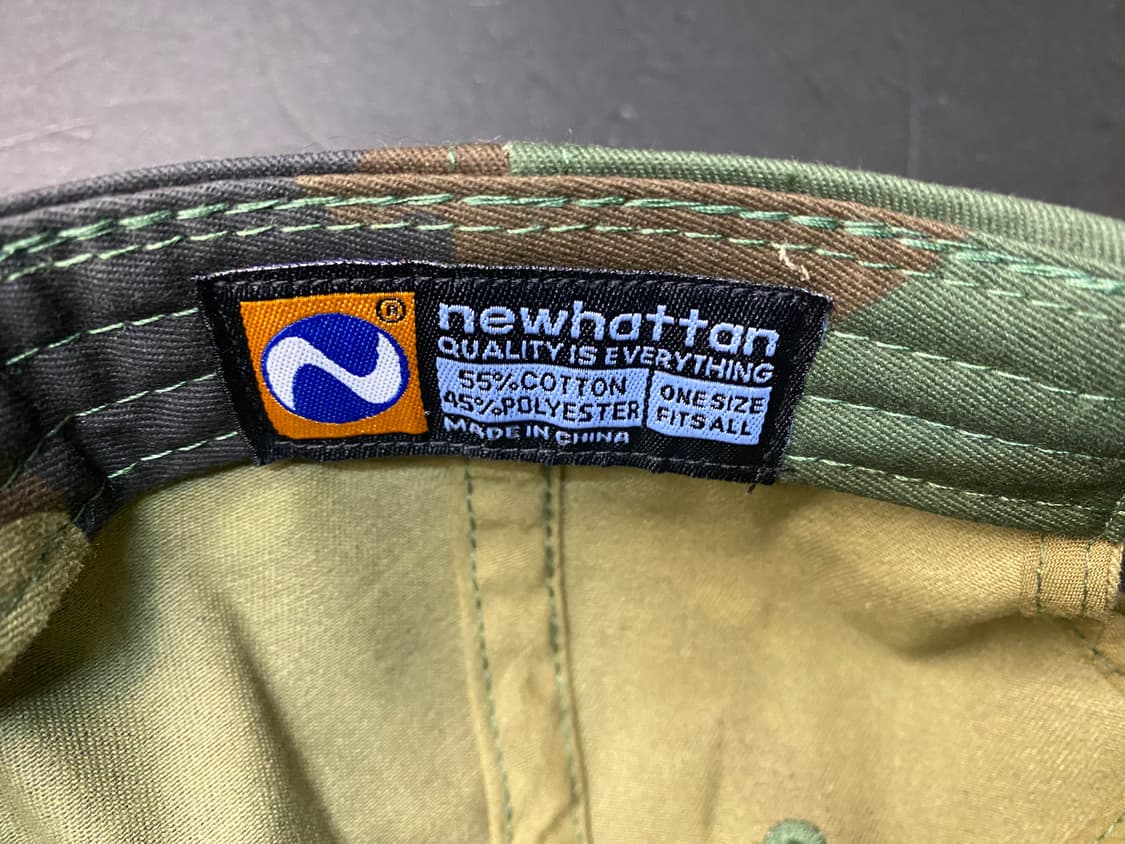 ®
newhattan
QUALITY IS EVERYTHING
55%COTTON
45%POLYESTER
ONE SIZE
FITS ALL
MADE IN CHINA